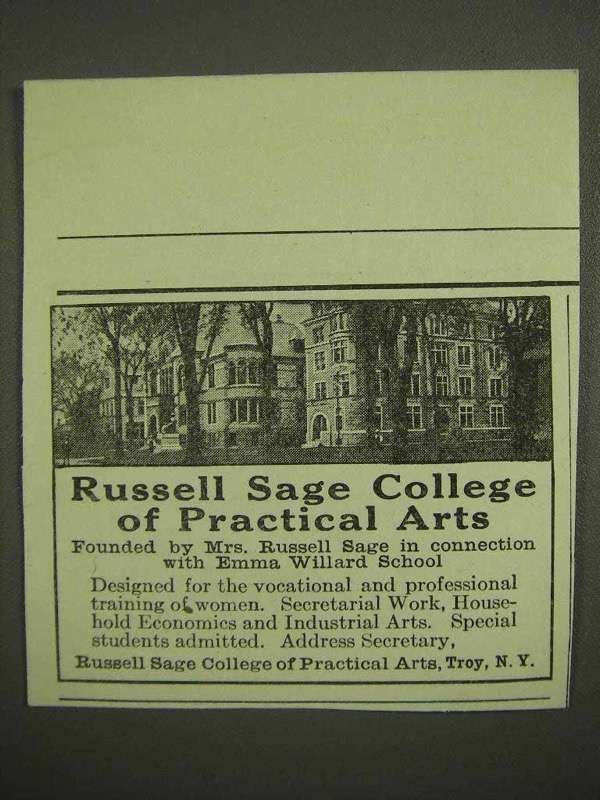 Russell Sage College
of Practical Arts
Founded by Mrs. Russell Sage in connection
with Emma Willard School
Designed for the vocational and professional
training of women. Secretarial Work, House-
hold Economics and Industrial Arts. Special
students admitted. Address Secretary,
Russell Sage College of Practical Arts, Troy, N. Y.